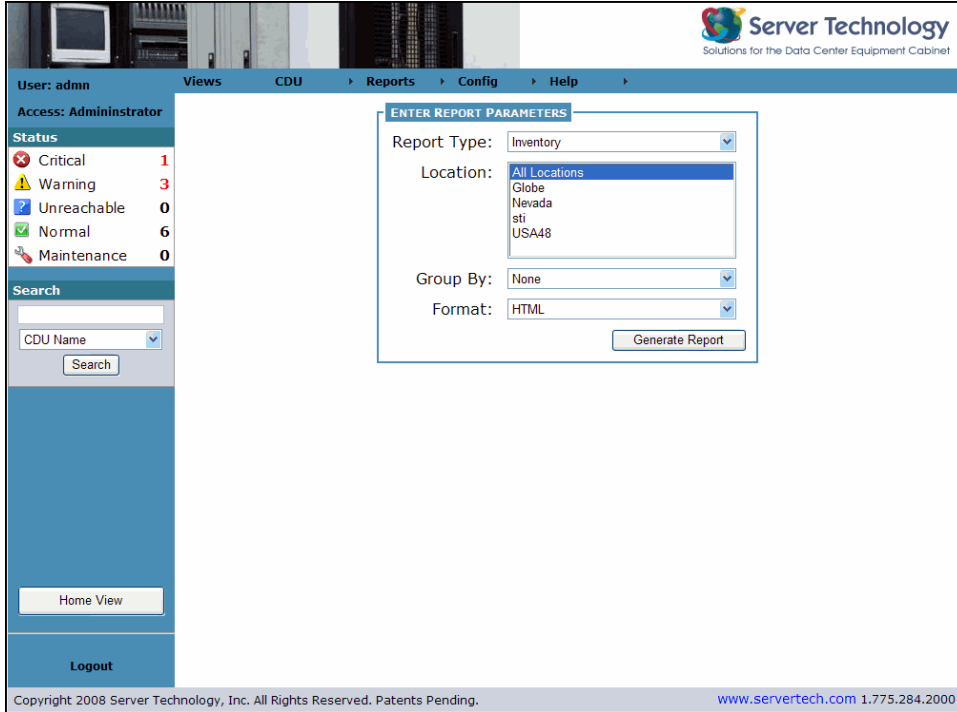 Server Technology
Solutions for the Data Center Equipment Cabinet
User: admn
Views CDU Reports Config Help
Access: Admininstrator
Status
Critical 1
Warning 3
Unreachable 0
Normal 6
Maintenance 0
Search
CDU Name
Search
Home View
Logout
ENTER REPORT PARAMETERS
Report Type: Inventory
Location: All Locations
Globe
Nevada
sti
USA48
Group By: None
Format: HTML
Generate Report
Copyright 2008 Server Technology, Inc. All Rights Reserved. Patents Pending.
www.servertech.com 1.775.284.2000